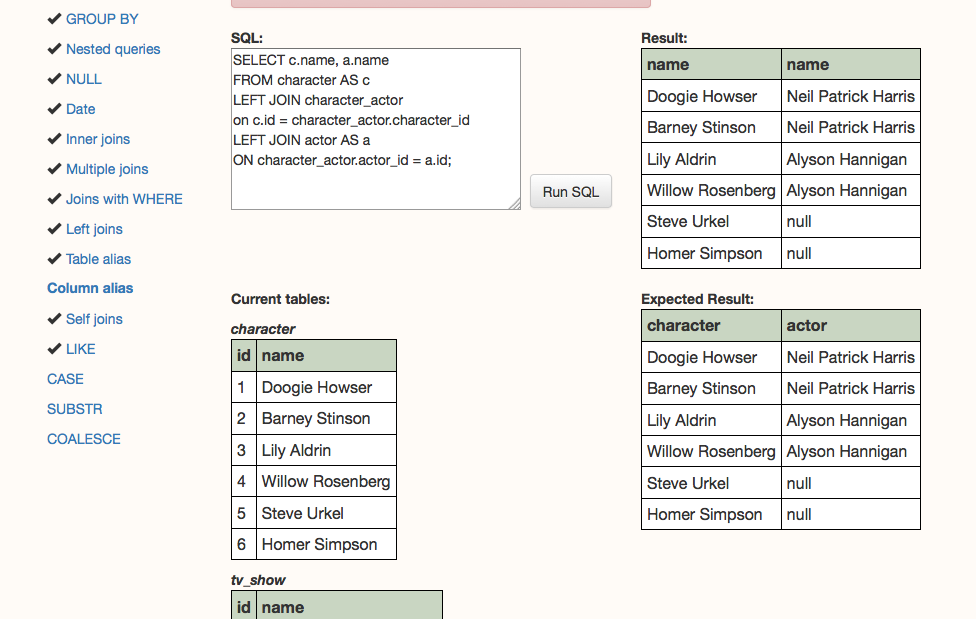 GROUP BY
Nested queries
NULL
Date
Inner joins
Multiple joins
Joins with WHERE
Left joins
Table alias
Column alias
Self joins
LIKE
CASE
SUBSTR
COALESCE
SQL:
SELECT c.name, a.name
FROM character AS c
LEFT JOIN character_actor
on c.id = character_actor.character_id
LEFT JOIN actor AS a
ON character_actor.actor_id = a.id;
Run SQL
Result:
name name
Doogie Howser Neil Patrick Harris
Barney Stinson Neil Patrick Harris
Lily Aldrin Alyson Hannigan
Willow Rosenberg Alyson Hannigan
Steve Urkel null
Homer Simpson null
Current tables:
character
id name
1 Doogie Howser
2 Barney Stinson
3 Lily Aldrin
4 Willow Rosenberg
5 Steve Urkel
6 Homer Simpson
tv_show
id name
Expected Result:
character actor
Doogie Howser Neil Patrick Harris
Barney Stinson Neil Patrick Harris
Lily Aldrin Alyson Hannigan
Willow Rosenberg Alyson Hannigan
Steve Urkel null
Homer Simpson null